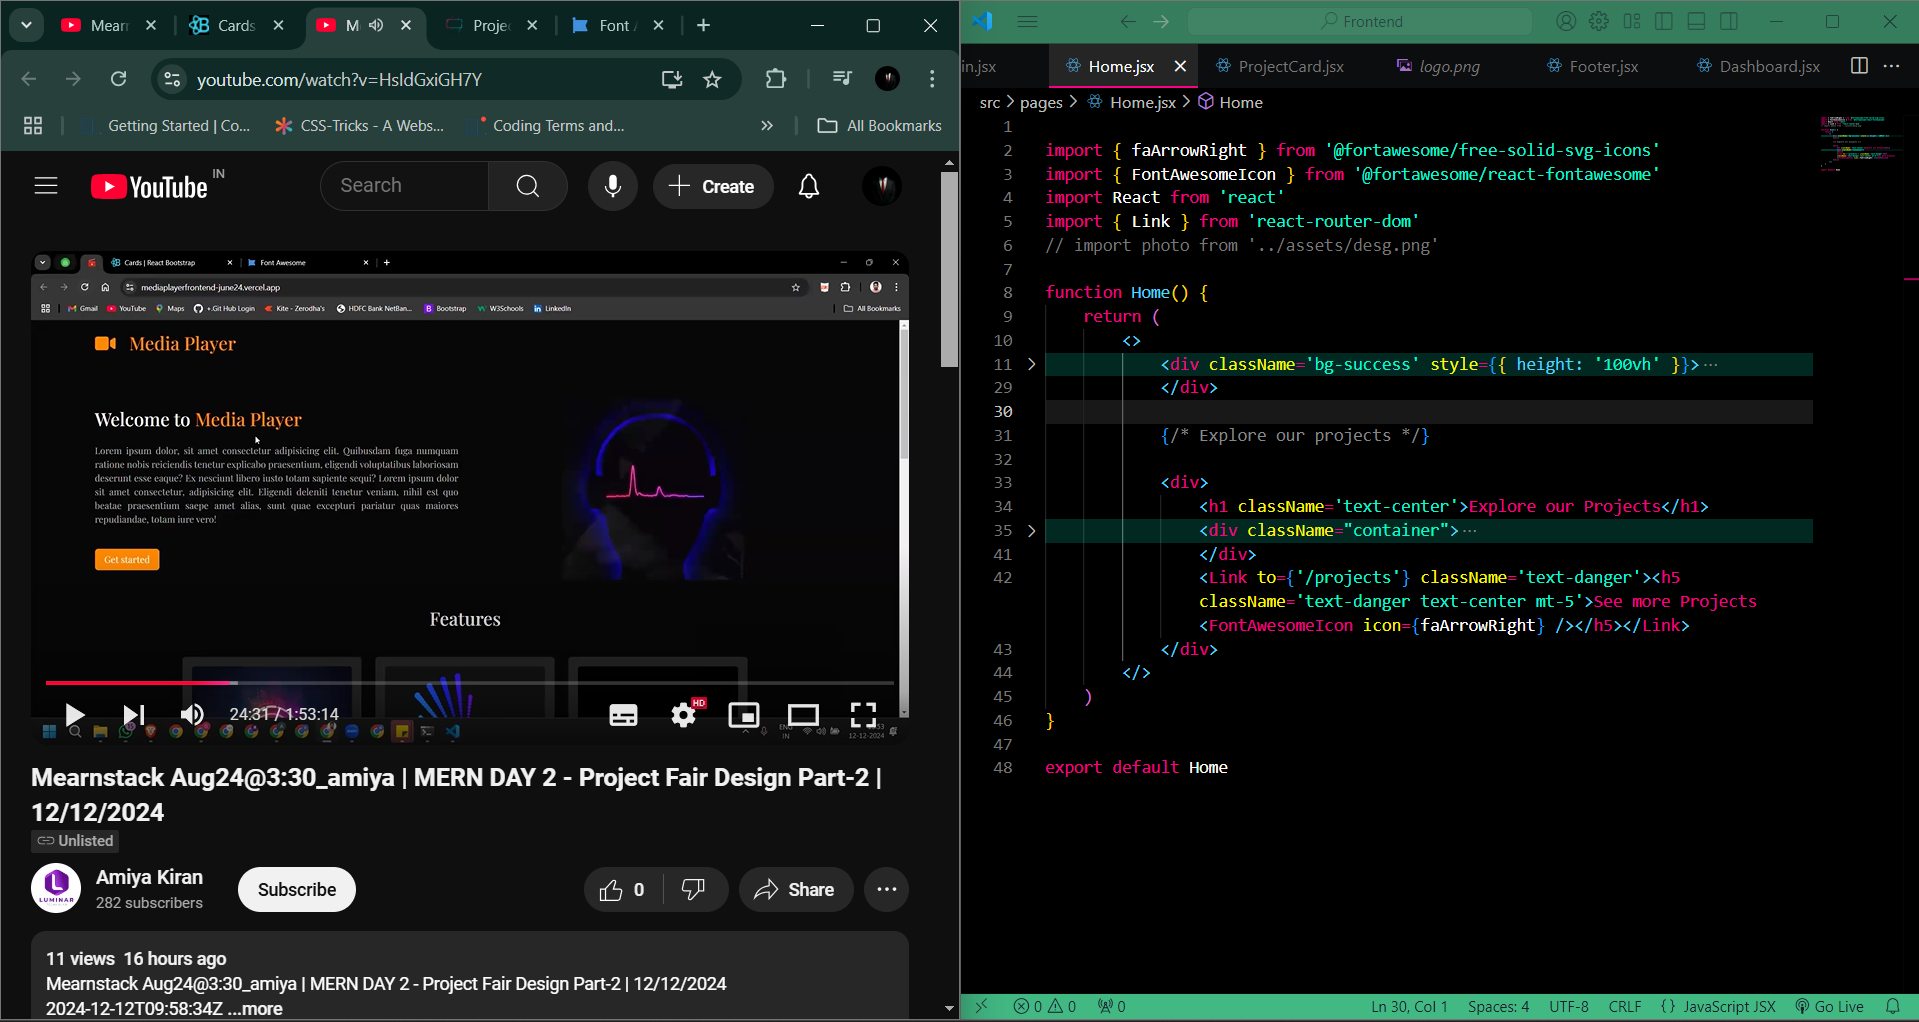 Mearn
Cards
M
Projec
Font A
youtube.com/watch?v=HsIdGxiGH7Y
Getting Started | Co...
CSS-Tricks - A Webs...
Coding Terms and...
All Bookmarks
YouTube IN
Search
Create
Cards | React Bootstrap
Font Awesome
mediaplayerfrontend-june24.vercel.app
Gmail
YouTube
Maps
+.Git Hub Login
Kite - Zerodha's
HDFC Bank NetBan...
Bootstrap
W3Schools
LinkedIn
All Bookmarks
Media Player
Welcome to Media Player
Lorem ipsum dolor, sit amet consectetur adipisicing elit. Quibusdam fuga numquam
ratione nobis reiciendis tenetur explicabo praesentium, eligendi voluptatibus laboriosam
deserunt esse eaque? Ex nesciunt libero iusto totam sapiente sequi? Lorem ipsum dolor
sit amet consectetur, adipisicing elit. Eligendi deleniti tenetur veniam, nihil est quo
beatae praesentium saepe amet alias, sunt quae excepturi pariatur quas maiores
repudiandae, totam iure vero!
Get started
Features
24:31 / 1:53:14
HD
ENG
IN
12-12-2024
Mearnstack Aug24@3:30_amiya | MERN DAY 2 - Project Fair Design Part-2 |
12/12/2024
Unlisted
LUMINAR
Amiya Kiran
282 subscribers
Subscribe
0
Share
11 views 16 hours ago
Mearnstack Aug24@3:30_amiya | MERN DAY 2 - Project Fair Design Part-2 | 12/12/2024
2024-12-12T09:58:34Z ...more
Frontend
in.jsx
Home.jsx
ProjectCard.jsx
logo.png
Footer.jsx
Dashboard.jsx
src > pages > Home.jsx > Home
1
2 import { faArrowRight } from '@fortawesome/free-solid-svg-icons'
3 import { FontAwesomeIcon } from '@fortawesome/react-fontawesome'
4 import React from 'react'
5 import { Link } from 'react-router-dom'
6 // import photo from '../assets/desg.png'
7
8 function Home() {
9 return (
10 <>
11 <div className='bg-success' style={{ height: '100vh' }}>···
29 </div>
30
31 {/* Explore our projects */}
32
33 <div>
34 <h1 className='text-center'>Explore our Projects</h1>
35 <div className="container">···
41 </div>
42 <Link to={'/projects'} className='text-danger'><h5
className='text-danger text-center mt-5'>See more Projects
<FontAwesomeIcon icon={faArrowRight} /></h5></Link>
43 </div>
44 </>
45 )
46 }
47
48 export default Home
0 0 0
Ln 30, Col 1
Spaces: 4
UTF-8
CRLF
{ } JavaScript JSX
Go Live